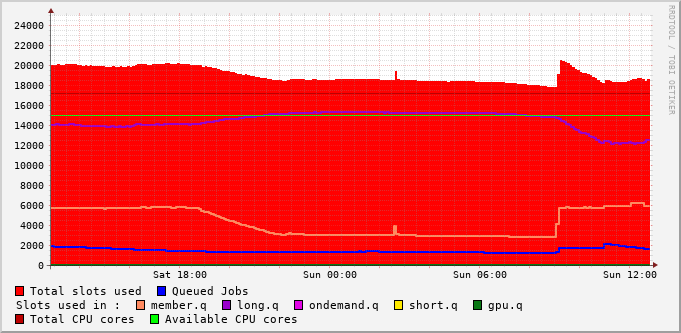 24000
22000
20000
18000
16000
14000
12000
10000
8000
6000
4000
2000
0
Sat 18:00 Sun 00:00 Sun 06:00 Sun 12:00
RRDTOOL / TOBI OETIKER
Total slots used Queued Jobs
Slots used in : member.q long.q ondemand.q short.q gpu.q
Total CPU cores Available CPU cores